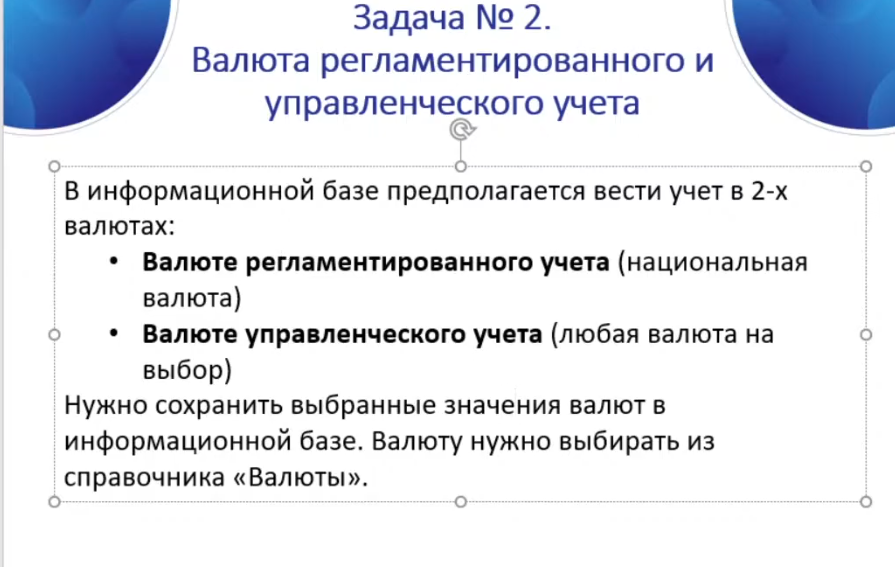 Задача № 2.
Валюта регламентированного и
управленческого учета
В информационной базе предполагается вести учет в 2-х
валютах:
• Валюте регламентированного учета (национальная
валюта)
• Валюте управленческого учета (любая валюта на
выбор)
Нужно сохранить выбранные значения валют в
информационной базе. Валюту нужно выбирать из
справочника «Валюты».